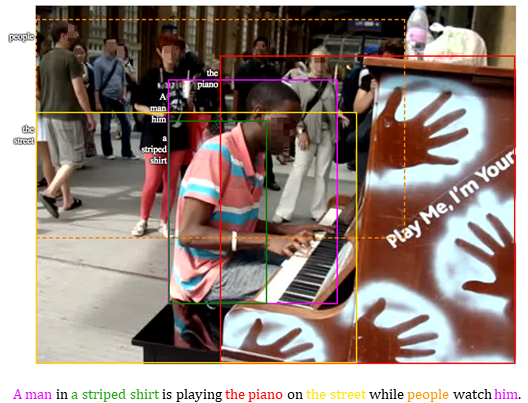 people
the
piano
A
man
him
the
street
a
striped
shirt
Play Me, I'm Your
A man in a striped shirt is playing the piano on the street while people watch him.